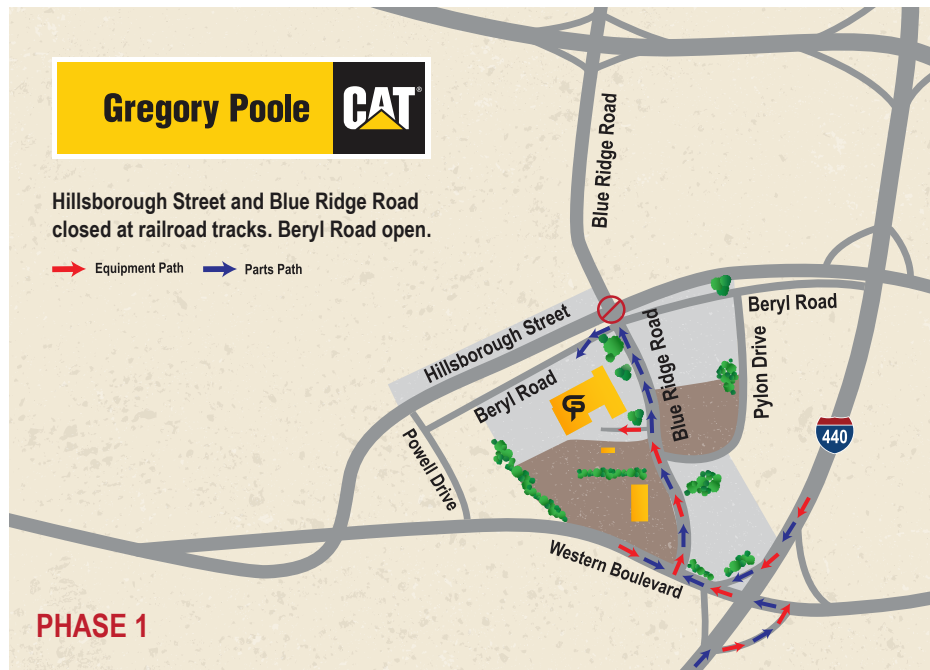 Gregory Poole
CAT®
Hillsborough Street and Blue Ridge Road
closed at railroad tracks. Beryl Road open.
Equipment Path
Parts Path
Blue Ridge Road
Hillsborough Street
Beryl Road
Blue Ridge Road
Beryl Road
Pylon Drive
Powell Drive
440
Western Boulevard
PHASE 1